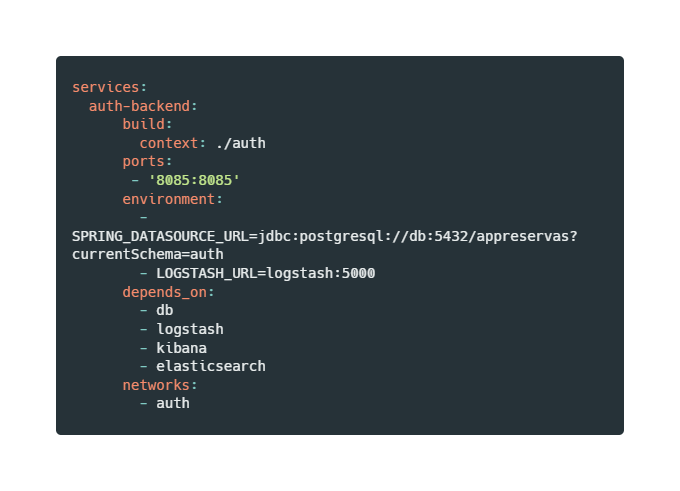 services:
  auth-backend:
      build:
        context: ./auth
      ports:
       - '8085:8085'
      environment:
        -
SPRING_DATASOURCE_URL=jdbc:postgresql://db:5432/appreservas?
currentSchema=auth
        - LOGSTASH_URL=logstash:5000
      depends_on:
        - db
        - logstash
        - kibana
        - elasticsearch
      networks:
        - auth